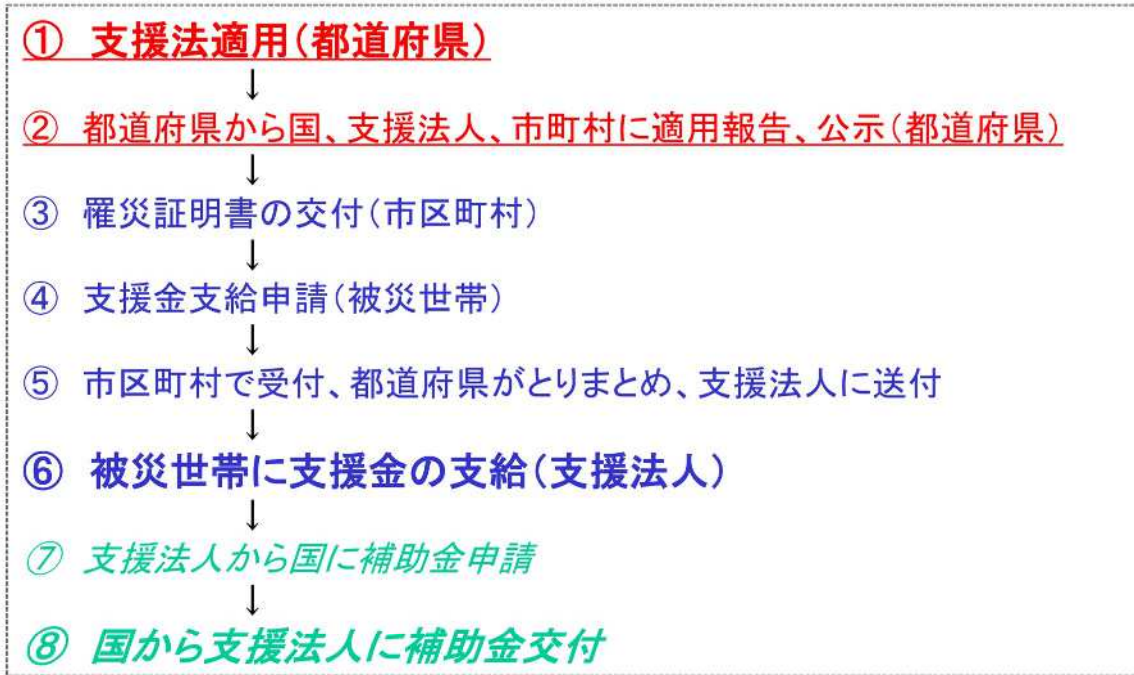 ① 支援法適用(都道府県)
↓
② 都道府県から国、支援法人、市町村に適用報告、公示(都道府県)
↓
③ 罹災証明書の交付(市区町村)
↓
④ 支援金支給申請(被災世帯)
↓
⑤ 市区町村で受付、都道府県がとりまとめ、支援法人に送付
↓
⑥ 被災世帯に支援金の支給(支援法人)
↓
⑦ 支援法人から国に補助金申請
↓
⑧ 国から支援法人に補助金交付